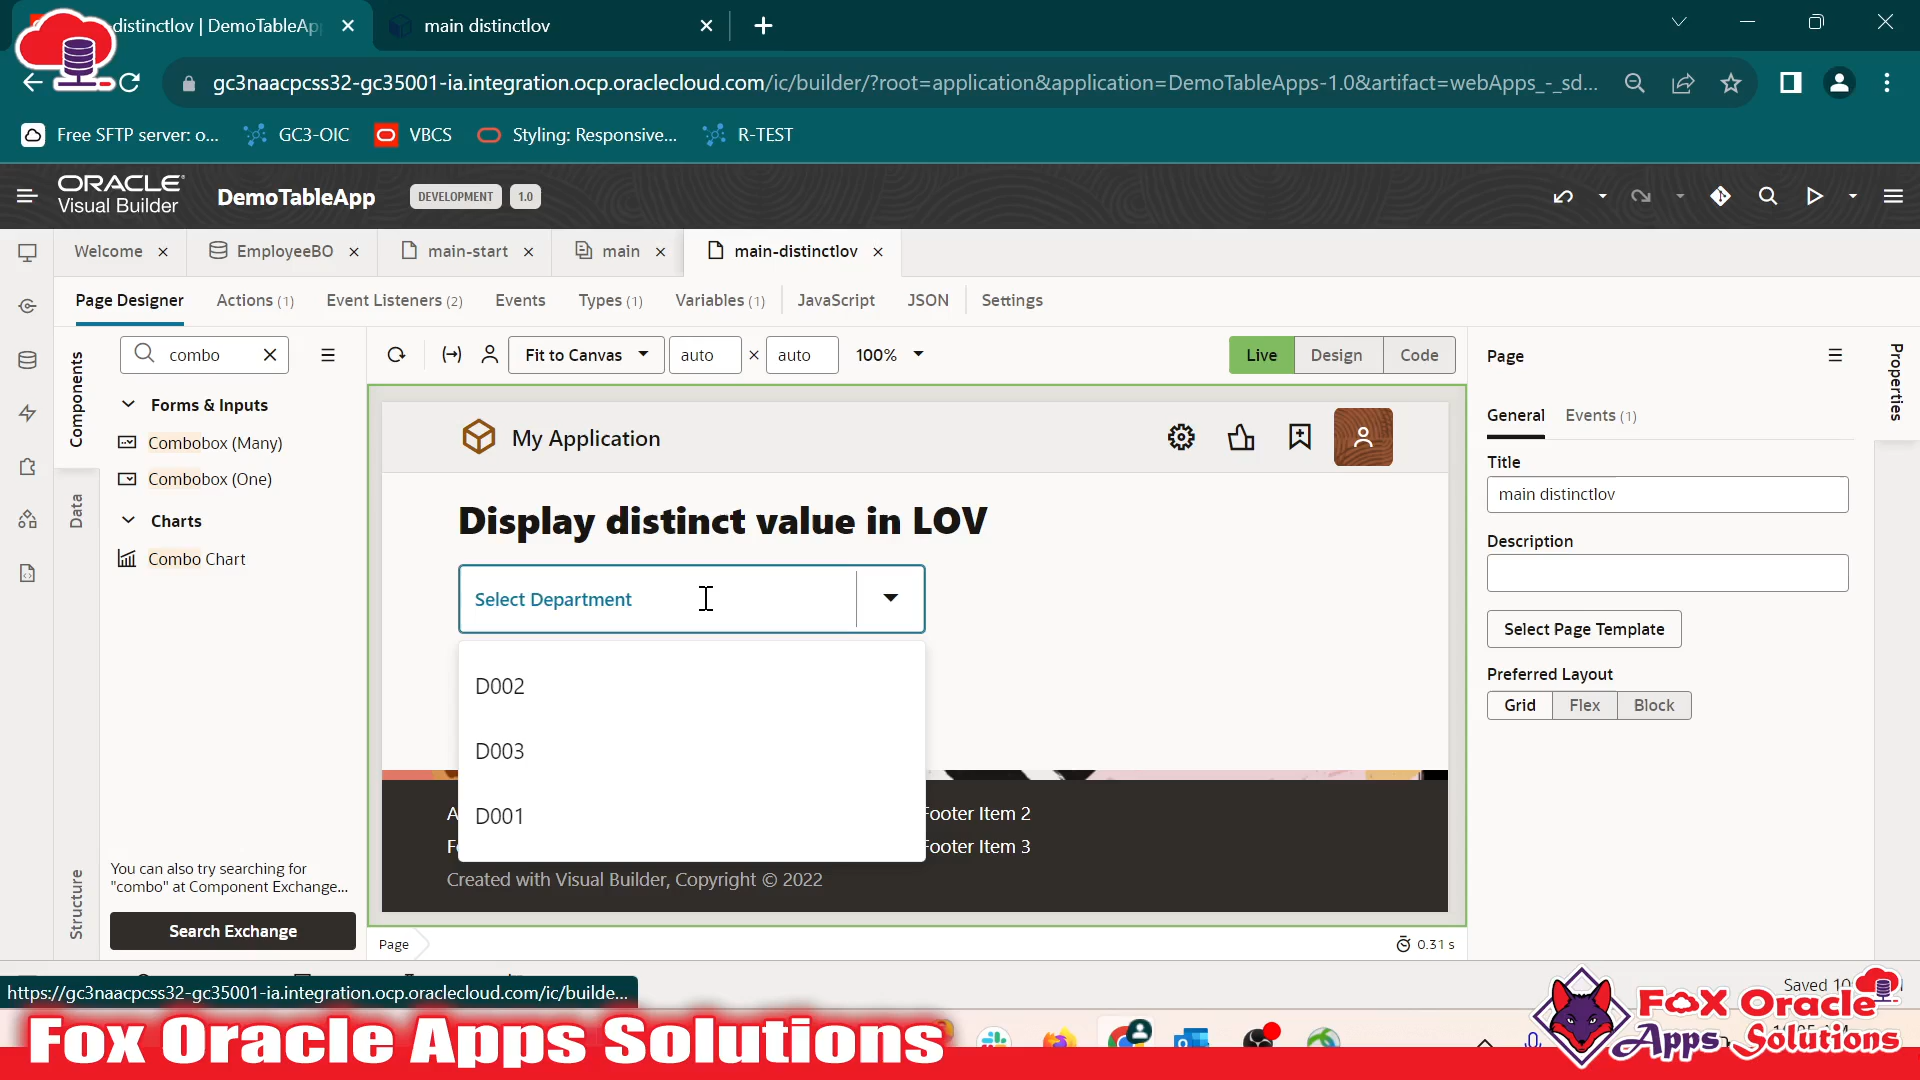 distinctlov | DemoTableAp
main distinctlov
gc3naacpcss32-gc35001-ia.integration.ocp.oraclecloud.com/ic/builder/?root=application&application=DemoTableApps-1.0&artifact=webApps_-_sd...
Free SFTP server: o...
GC3-OIC
VBCS
Styling: Responsive...
R-TEST
ORACLE
Visual Builder
DemoTableApp
DEVELOPMENT
1.0
Welcome
EmployeeBO
main-start
main
main-distinctlov
Page Designer
Actions (1)
Event Listeners (2)
Events
Types (1)
Variables (1)
JavaScript
JSON
Settings
Components
Data
Structure
combo
Forms & Inputs
Combobox (Many)
Combobox (One)
Charts
Combo Chart
You can also try searching for
"combo" at Component Exchange...
Search Exchange
Fit to Canvas
auto
×
auto
100%
Live
Design
Code
My Application
Display distinct value in LOV
Select Department
D002
D003
D001
Footer Item 2
Footer Item 3
Created with Visual Builder, Copyright © 2022
Page
0.31 s
Page
Properties
General
Events (1)
Title
main distinctlov
Description
Select Page Template
Preferred Layout
Grid
Flex
Block
https://gc3naacpcss32-gc35001-ia.integration.ocp.oraclecloud.com/ic/builde...
Saved
Fox Oracle Apps Solutions
FOX Oracle
Apps Solutions